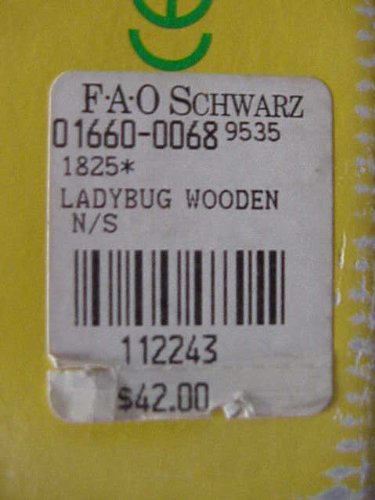 F·A·O SCHWARZ
01660-0068 9535
1825*
LADYBUG WOODEN
N/S
112243
$42.00